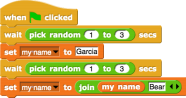 when clicked
wait pick random 1 to 3 secs
set my name to Garcia
wait pick random 1 to 3 secs
set my name to join my name Bear